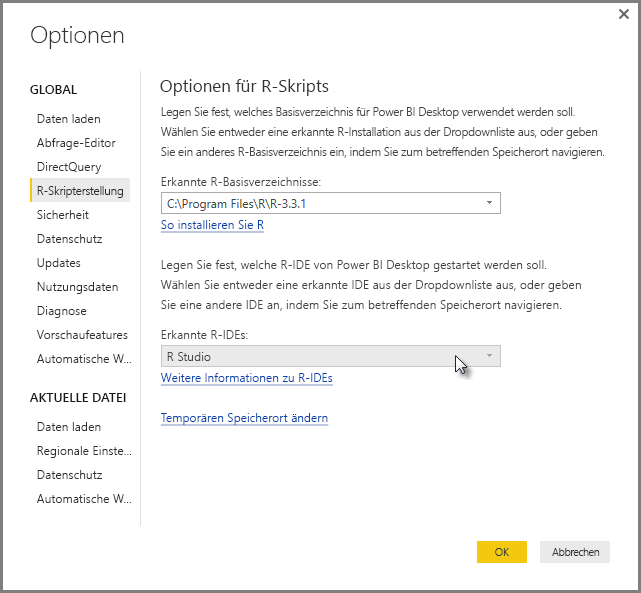 Optionen
GLOBAL
Daten laden
Abfrage-Editor
DirectQuery
R-Skripterstellung
Sicherheit
Datenschutz
Updates
Nutzungsdaten
Diagnose
Vorschaufeatures
Automatische W...
AKTUELLE DATEI
Daten laden
Regionale Einste...
Datenschutz
Automatische W...
Optionen für R-Skripts
Legen Sie fest, welches Basisverzeichnis für Power BI Desktop verwendet werden soll.
Wählen Sie entweder eine erkannte R-Installation aus der Dropdownliste aus, oder geben
Sie ein anderes R-Basisverzeichnis ein, indem Sie zum betreffenden Speicherort navigieren.
Erkannte R-Basisverzeichnisse:
C:\Program Files\R\R-3.3.1
So installieren Sie R
Legen Sie fest, welche R-IDE von Power BI Desktop gestartet werden soll.
Wählen Sie entweder eine erkannte IDE aus der Dropdownliste aus, oder geben
Sie eine andere IDE an, indem Sie zum betreffenden Speicherort navigieren.
Erkannte R-IDEs:
R Studio
Weitere Informationen zu R-IDEs
Temporären Speicherort ändern
OK
Abbrechen